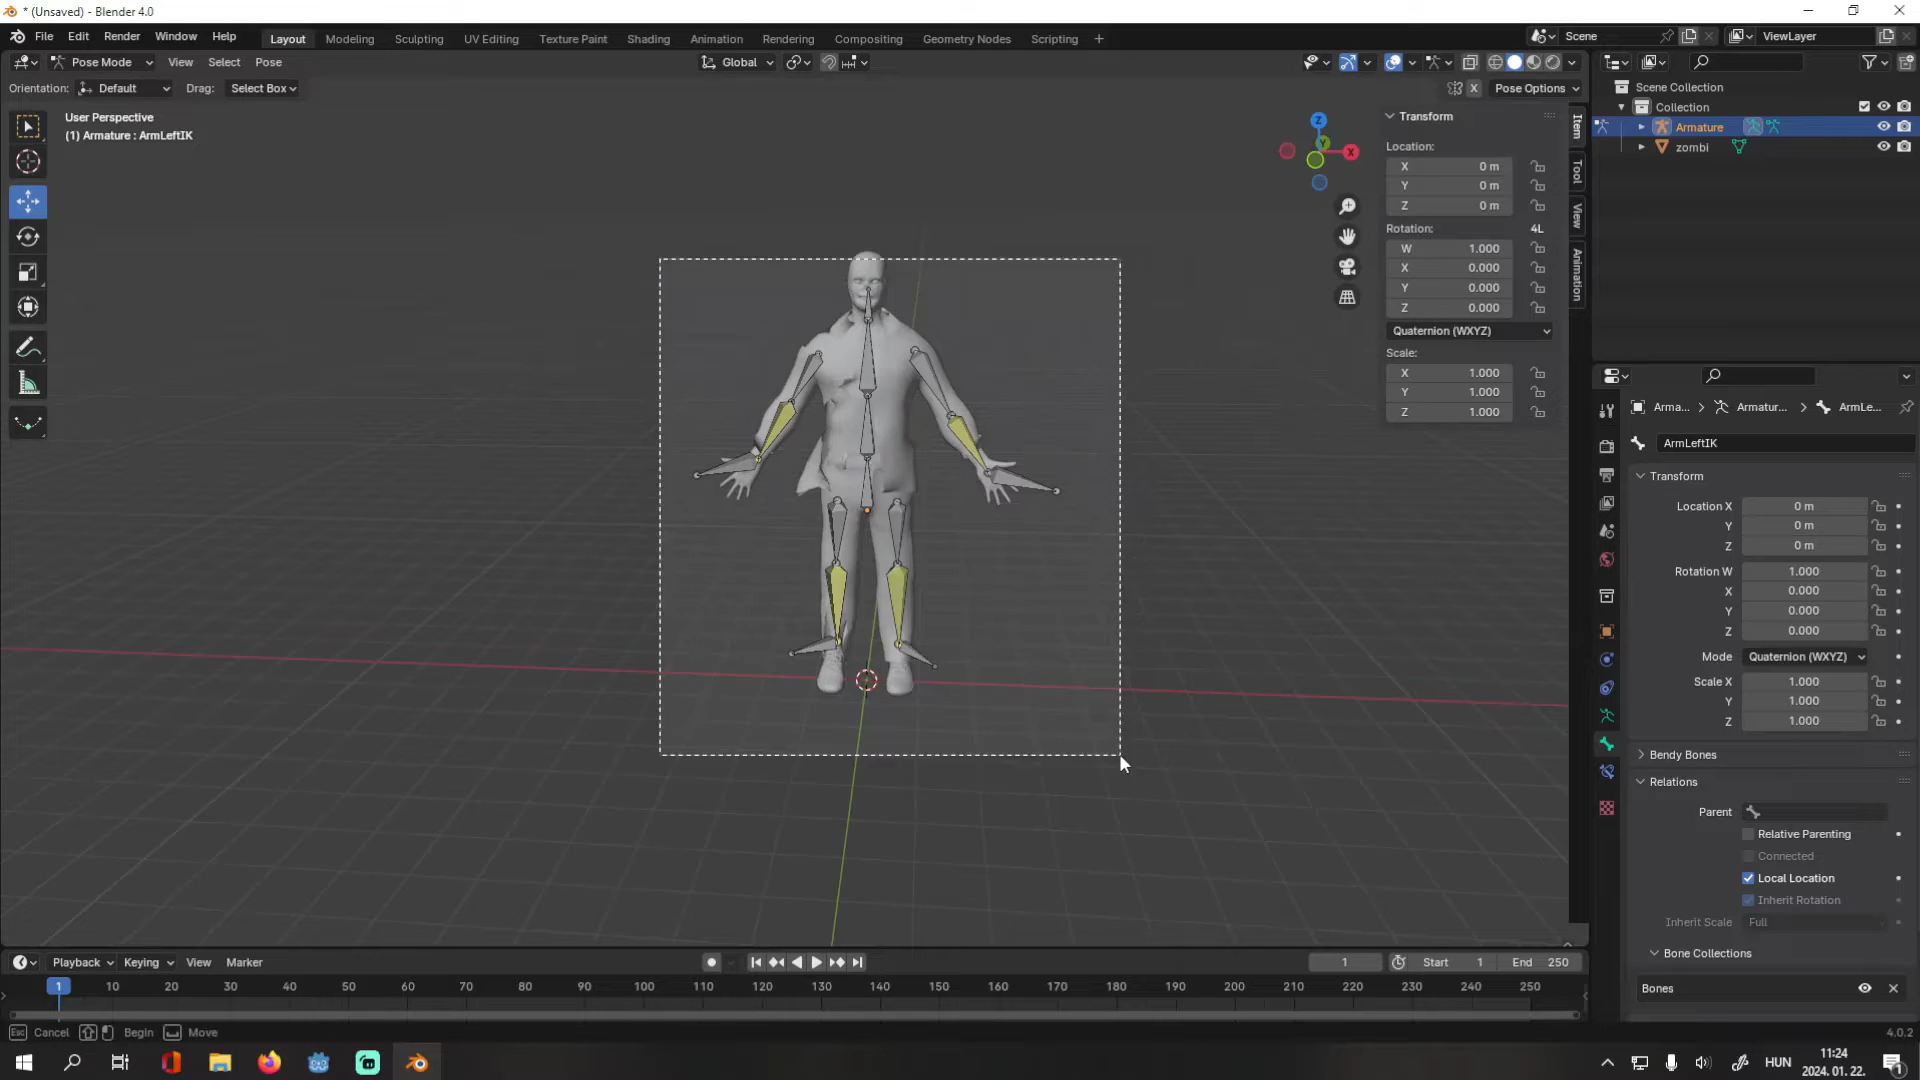 * (Unsaved) - Blender 4.0
File Edit Render Window Help
Layout Modeling Sculpting UV Editing Texture Paint Shading Animation Rendering Compositing Geometry Nodes Scripting +
Scene
ViewLayer
Pose Mode View Select Pose
Global
Orientation: Default Drag: Select Box
X Pose Options
User Perspective
(1) Armature : ArmLeftIK
Z
Y
X
Transform
Location:
X 0 m
Y 0 m
Z 0 m
Rotation: 4L
W 1.000
X 0.000
Y 0.000
Z 0.000
Quaternion (WXYZ)
Scale:
X 1.000
Y 1.000
Z 1.000
Item
Tool
View
Animation
Scene Collection
Collection
Armature
zombi
Arma... Armatur... ArmLe...
ArmLeftIK
Transform
Location X 0 m
Y 0 m
Z 0 m
Rotation W 1.000
X 0.000
Y 0.000
Z 0.000
Mode Quaternion (WXYZ)
Scale X 1.000
Y 1.000
Z 1.000
Bendy Bones
Relations
Parent
Relative Parenting
Connected
Local Location
Inherit Rotation
Inherit Scale Full
Bone Collections
Bones
Playback Keying View Marker
1 Start 1 End 250
1 10 20 30 40 50 60 70 80 90 100 110 120 130 140 150 160 170 180 190 200 210 220 230 240 250
Esc Cancel Begin Move
4.0.2
HUN
11:24
2024. 01. 22.
1